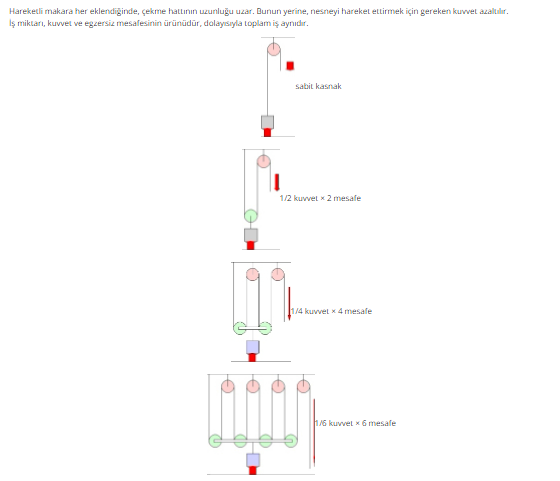 Hareketli makara her eklendiğinde, çekme hattının uzunluğu uzar. Bunun yerine, nesneyi hareket ettirmek için gereken kuvvet azaltılır.
İş miktarı, kuvvet ve egzersiz mesafesinin ürünüdür, dolayısıyla toplam iş aynıdır.
sabit kasnak
1/2 kuvvet × 2 mesafe
1/4 kuvvet × 4 mesafe
1/6 kuvvet × 6 mesafe